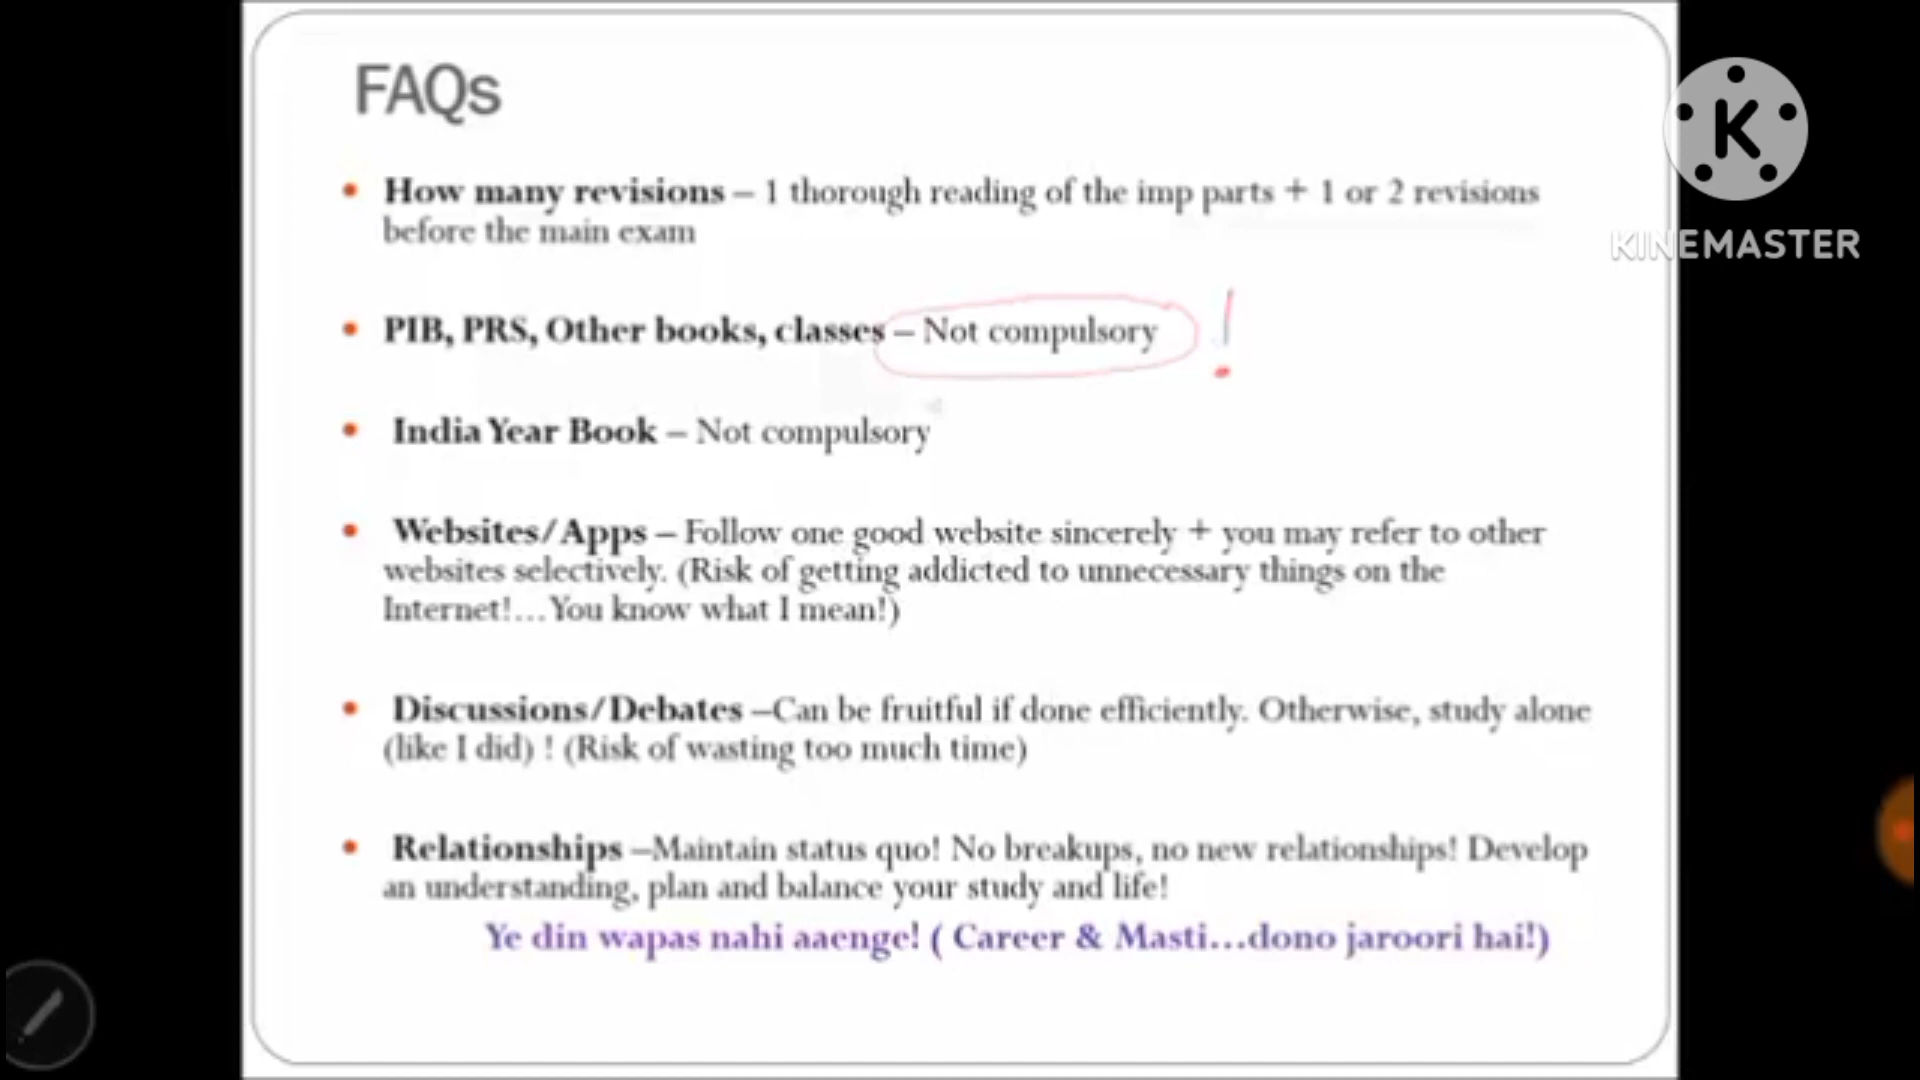 FAQs
• How many revisions – 1 thorough reading of the imp parts + 1 or 2 revisions
before the main exam
• PIB, PRS, Other books, classes – Not compulsory !
• India Year Book – Not compulsory
• Websites/Apps – Follow one good website sincerely + you may refer to other
websites selectively. (Risk of getting addicted to unnecessary things on the
Internet!...You know what I mean!)
• Discussions/Debates –Can be fruitful if done efficiently. Otherwise, study alone
(like I did) ! (Risk of wasting too much time)
• Relationships –Maintain status quo! No breakups, no new relationships! Develop
an understanding, plan and balance your study and life!
Ye din wapas nahi aaenge! ( Career & Masti...dono jaroori hai!)
K
KINEMASTER